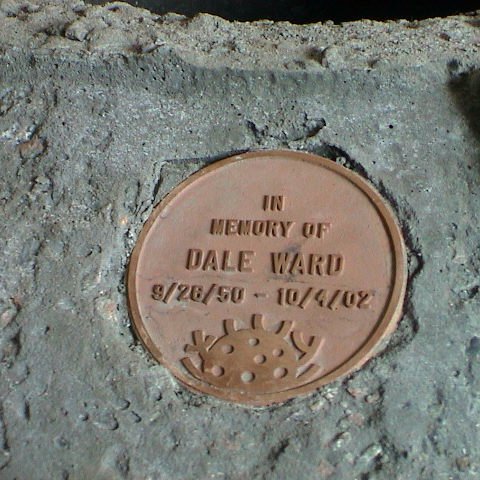 IN
MEMORY OF
DALE WARD
9/26/50 - 10/4/02